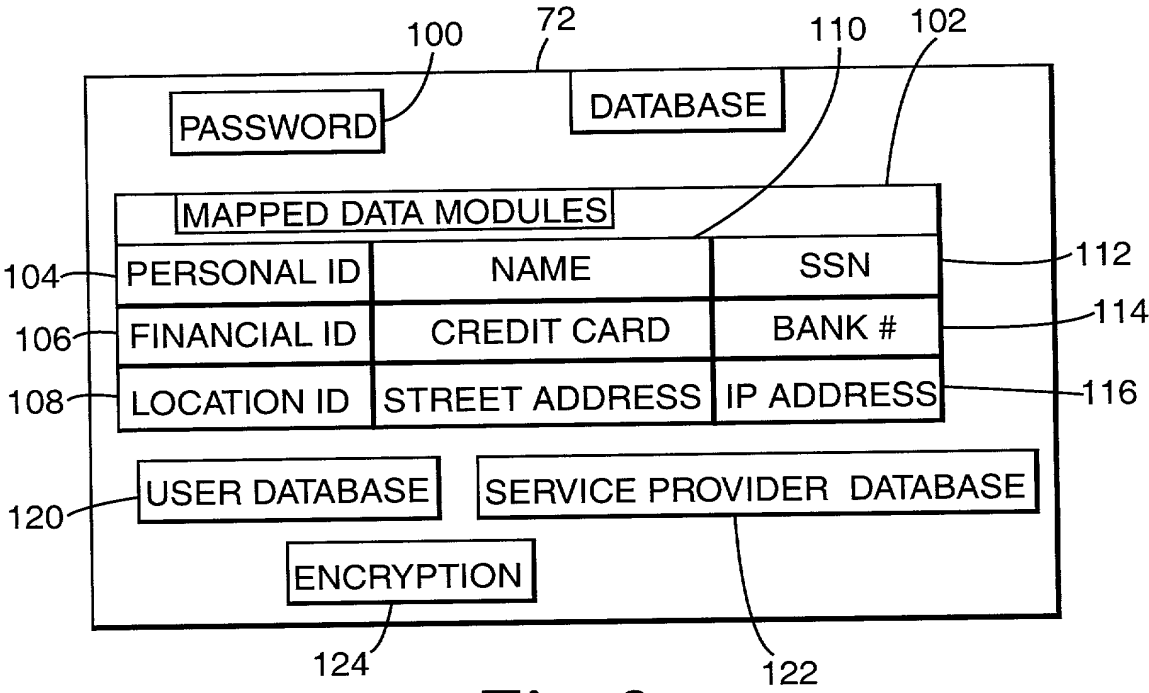 100
72
110
102
PASSWORD
DATABASE
MAPPED DATA MODULES
104
PERSONAL ID
NAME
SSN
112
106
FINANCIAL ID
CREDIT CARD
BANK #
114
108
LOCATION ID
STREET ADDRESS
IP ADDRESS
116
120
USER DATABASE
SERVICE PROVIDER DATABASE
ENCRYPTION
124
122